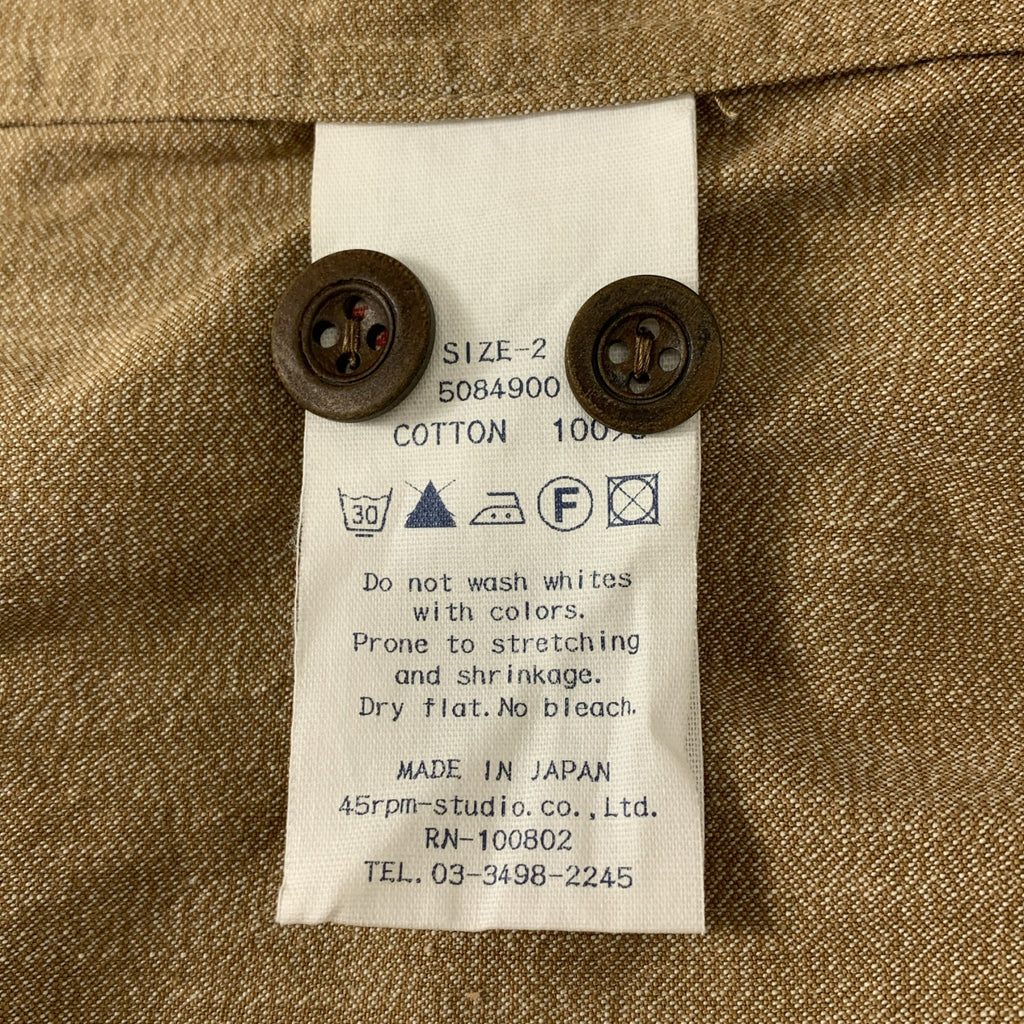 SIZE-2
5084900
COTTON 100%
30 F
Do not wash whites
with colors.
Prone to stretching
and shrinkage.
Dry flat. No bleach.
MADE IN JAPAN
45rpm-studio.co.,Ltd.
RN-100802
TEL.03-3498-2245